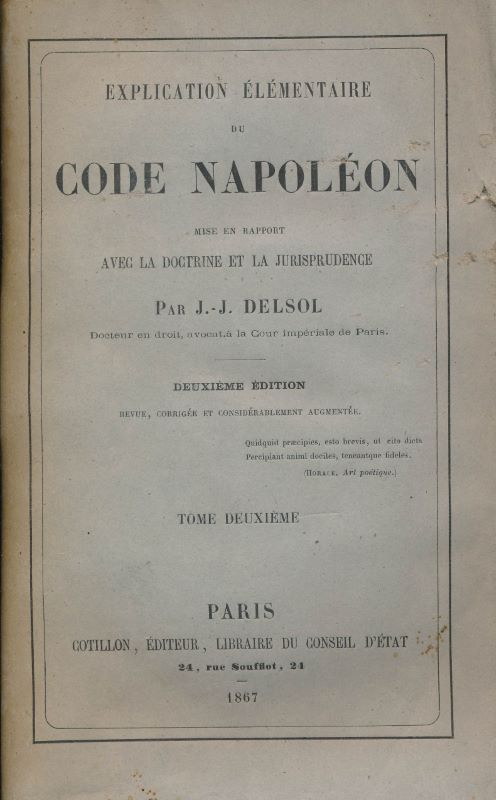 EXPLICATION ÉLÉMENTAIRE
DU
CODE NAPOLÉON
MISE EN RAPPORT
AVEC LA DOCTRINE ET LA JURISPRUDENCE
PAR J.-J. DELSOL
Docteur en droit, avocat à la Cour impériale de Paris.
DEUXIÈME ÉDITION
REVUE, CORRIGÉE ET CONSIDÉRABLEMENT AUGMENTÉE.
Quidquid præcipies, esto brevis, ut cito dicta
Percipiant animi dociles, teneantque fideles.
(HORACE, Art poétique.)
TOME DEUXIÈME
PARIS
COTILLON, ÉDITEUR, LIBRAIRE DU CONSEIL D'ÉTAT
24, rue Soufflot, 24
1867